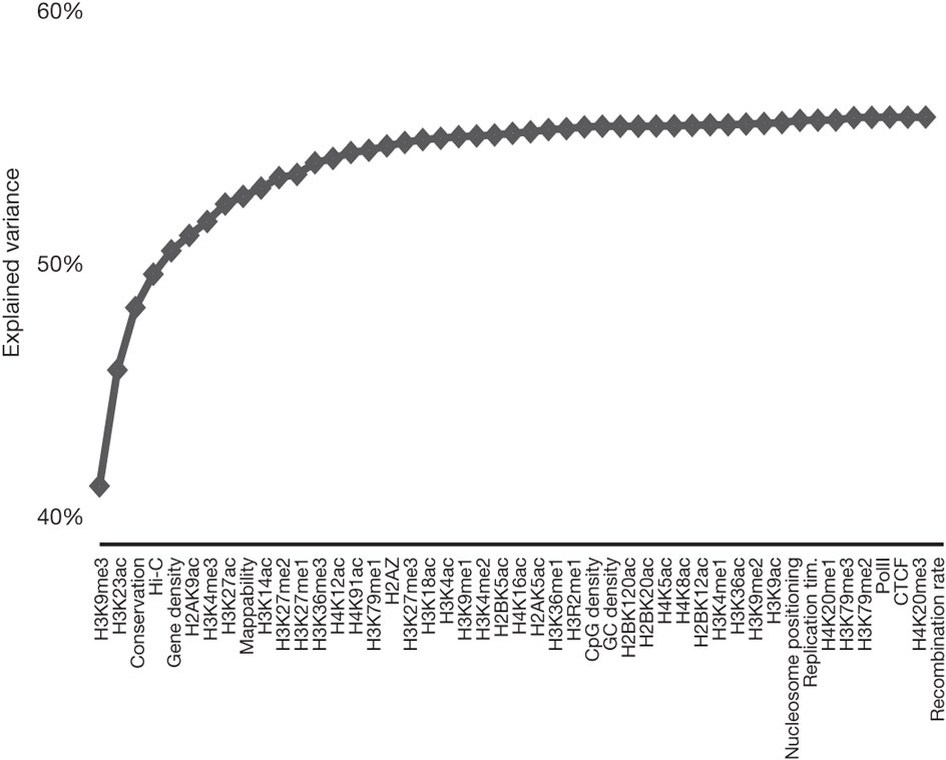 60%
50%
40%
Explained variance
H3K9me3
H3K23ac
Conservation
Hi-C
Gene density
H2AK9ac
H3K4me3
H3K27ac
Mappability
H3K14ac
H3K27me2
H3K27me1
H3K36me3
H4K12ac
H4K91ac
H3K79me1
H2AZ
H3K27me3
H3K18ac
H3K4ac
H3K9me1
H3K4me2
H2BK5ac
H4K16ac
H2AK5ac
H3K36me1
H3R2me1
CpG density
GC density
H2BK120ac
H2BK20ac
H4K5ac
H4K8ac
H2BK12ac
H3K4me1
H3K36ac
H3K9me2
H3K9ac
Nucleosome positioning
Replication tim.
H4K20me1
H3K79me3
H3K79me2
PolII
CTCF
H4K20me3
Recombination rate